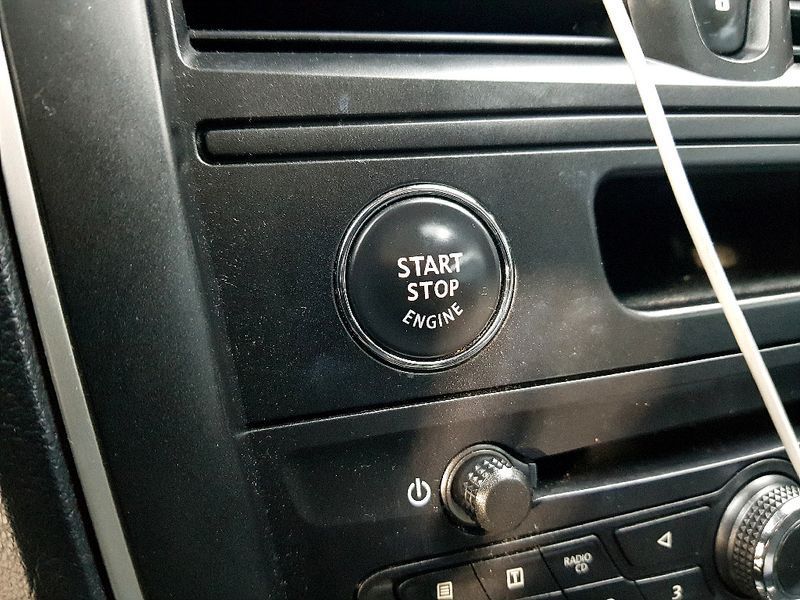 START
STOP
ENGINE
RADIO
CD
T
3